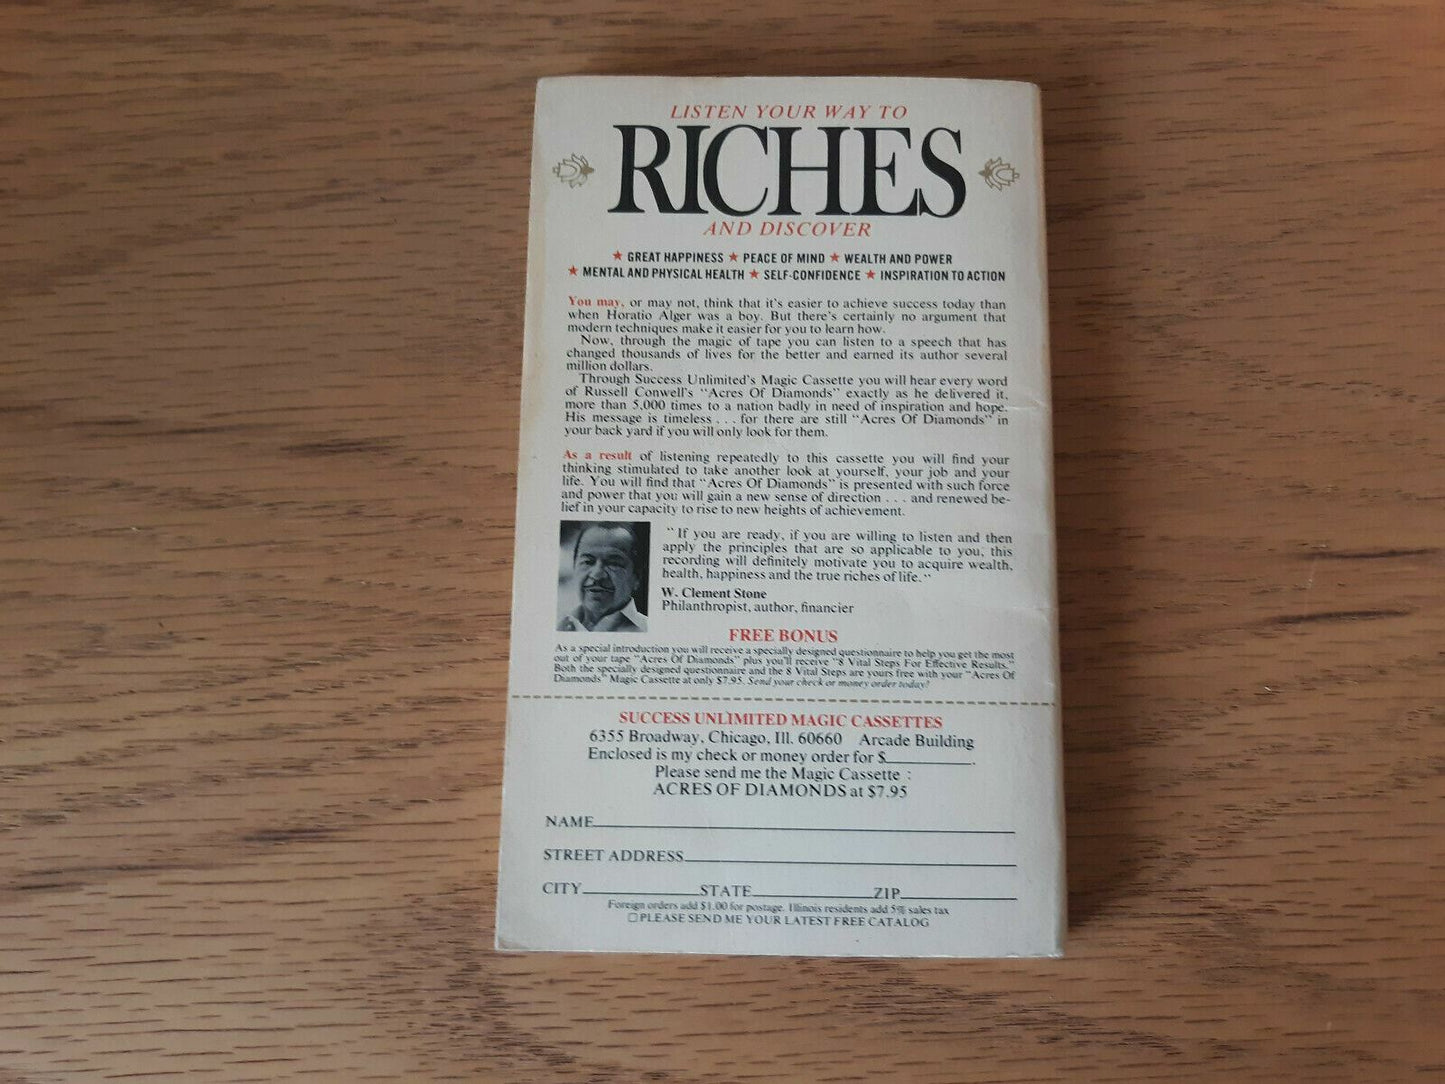 LISTEN YOUR WAY TO
RICHES
AND DISCOVER
★ GREAT HAPPINESS ★ PEACE OF MIND ★ WEALTH AND POWER
★ MENTAL AND PHYSICAL HEALTH ★ SELF-CONFIDENCE ★ INSPIRATION TO ACTION
You may, or may not, think that it's easier to achieve success today than
when Horatio Alger was a boy. But there's certainly no argument that
modern techniques make it easier for you to learn how.
Now, through the magic of tape you can listen to a speech that has
changed thousands of lives for the better and earned its author several
million dollars.
Through Success Unlimited's Magic Cassette you will hear every word
of Russell Conwell's "Acres Of Diamonds" exactly as he delivered it,
more than 5,000 times to a nation badly in need of inspiration and hope.
His message is timeless . . . for there are still "Acres Of Diamonds" in
your back yard if you will only look for them.
As a result of listening repeatedly to this cassette you will find your
thinking stimulated to take another look at yourself, your job and your
life. You will find that "Acres Of Diamonds" is presented with such force
and power that you will gain a new sense of direction . . . and renewed be-
lief in your capacity to rise to new heights of achievement.
"If you are ready, if you are willing to listen and then
apply the principles that are so applicable to you, this
recording will definitely motivate you to acquire wealth,
health, happiness and the true riches of life."
W. Clement Stone
Philanthropist, author, financier
FREE BONUS
As a special introduction you will receive a specially designed questionnaire to help you get the most
out of your tape "Acres Of Diamonds" plus you'll receive "8 Vital Steps For Effective Results."
Both the specially designed questionnaire and the 8 Vital Steps are yours free with your "Acres Of
Diamonds" Magic Cassette at only $7.95. Send your check or money order today!
SUCCESS UNLIMITED MAGIC CASSETTES
6355 Broadway, Chicago, Ill. 60660 Arcade Building
Enclosed is my check or money order for $__________.
Please send me the Magic Cassette :
ACRES OF DIAMONDS at $7.95
NAME
STREET ADDRESS
CITY STATE ZIP
Foreign orders add $1.00 for postage. Illinois residents add 5% sales tax
☐ PLEASE SEND ME YOUR LATEST FREE CATALOG